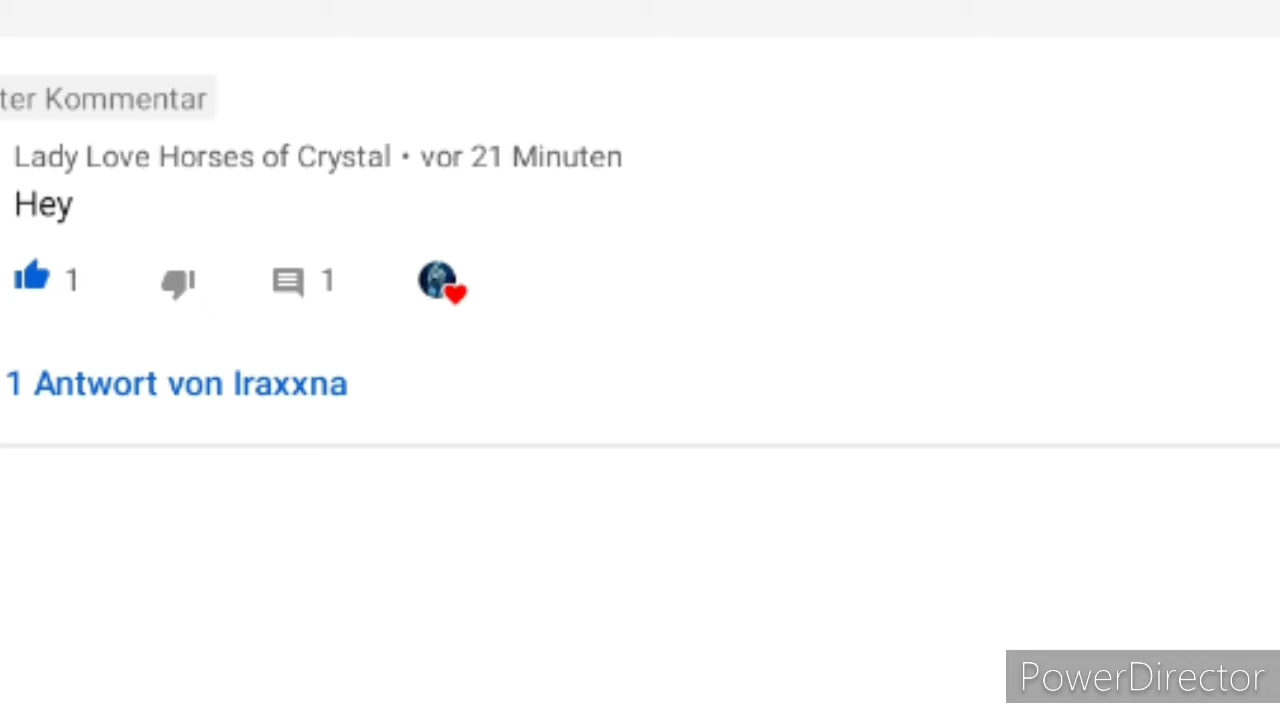 ter Kommentar
Lady Love Horses of Crystal • vor 21 Minuten
Hey
1 1
1 Antwort von Iraxxna
PowerDirector